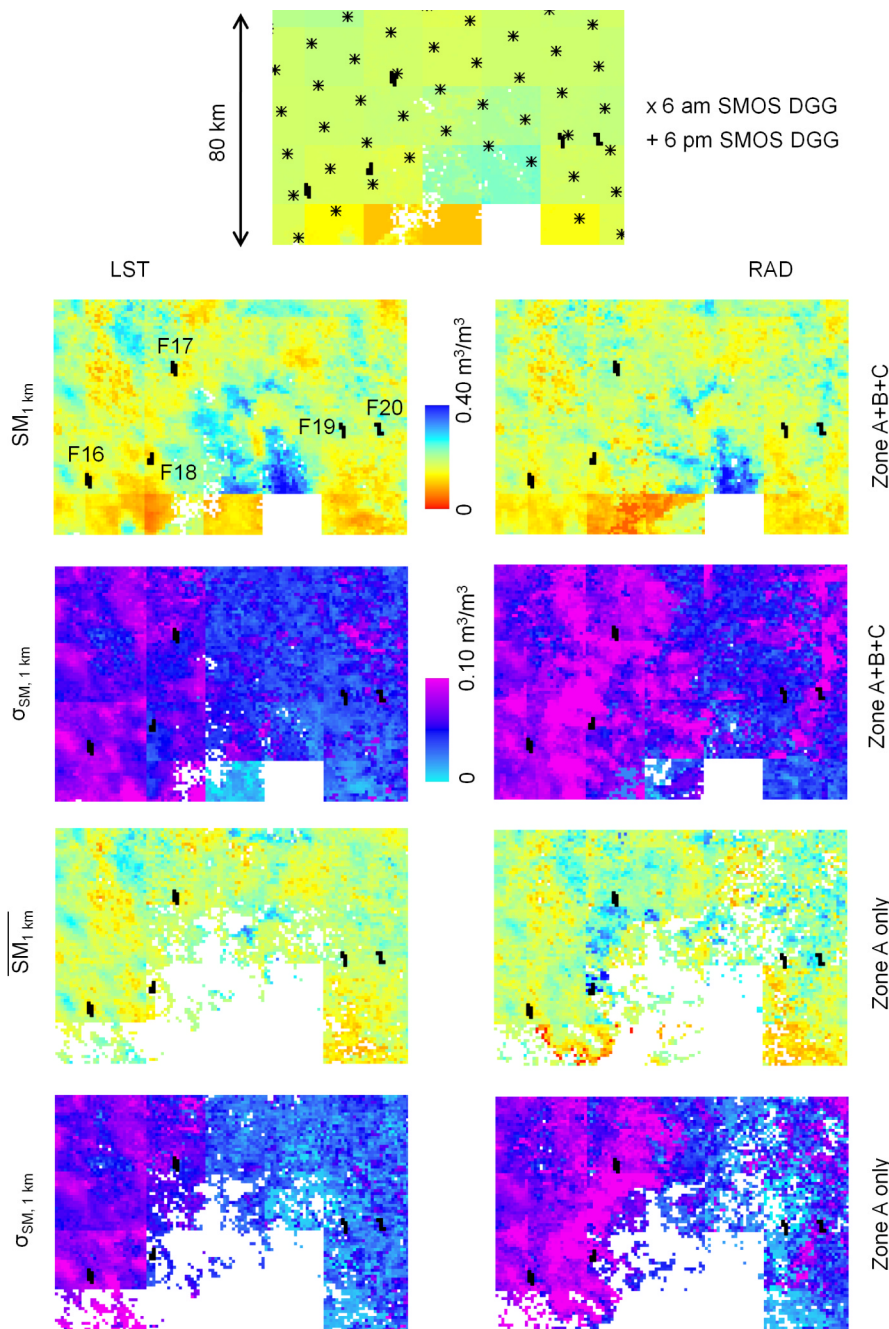 80 km
x 6 am SMOS DGG
+ 6 pm SMOS DGG
LST
RAD
SM1 km
F17
F16
F18
F19
F20
0.40 m³/m³
0
Zone A+B+C
σSM, 1 km
0.10 m³/m³
0
Zone A+B+C
SM1 km
Zone A only
σSM, 1 km
Zone A only